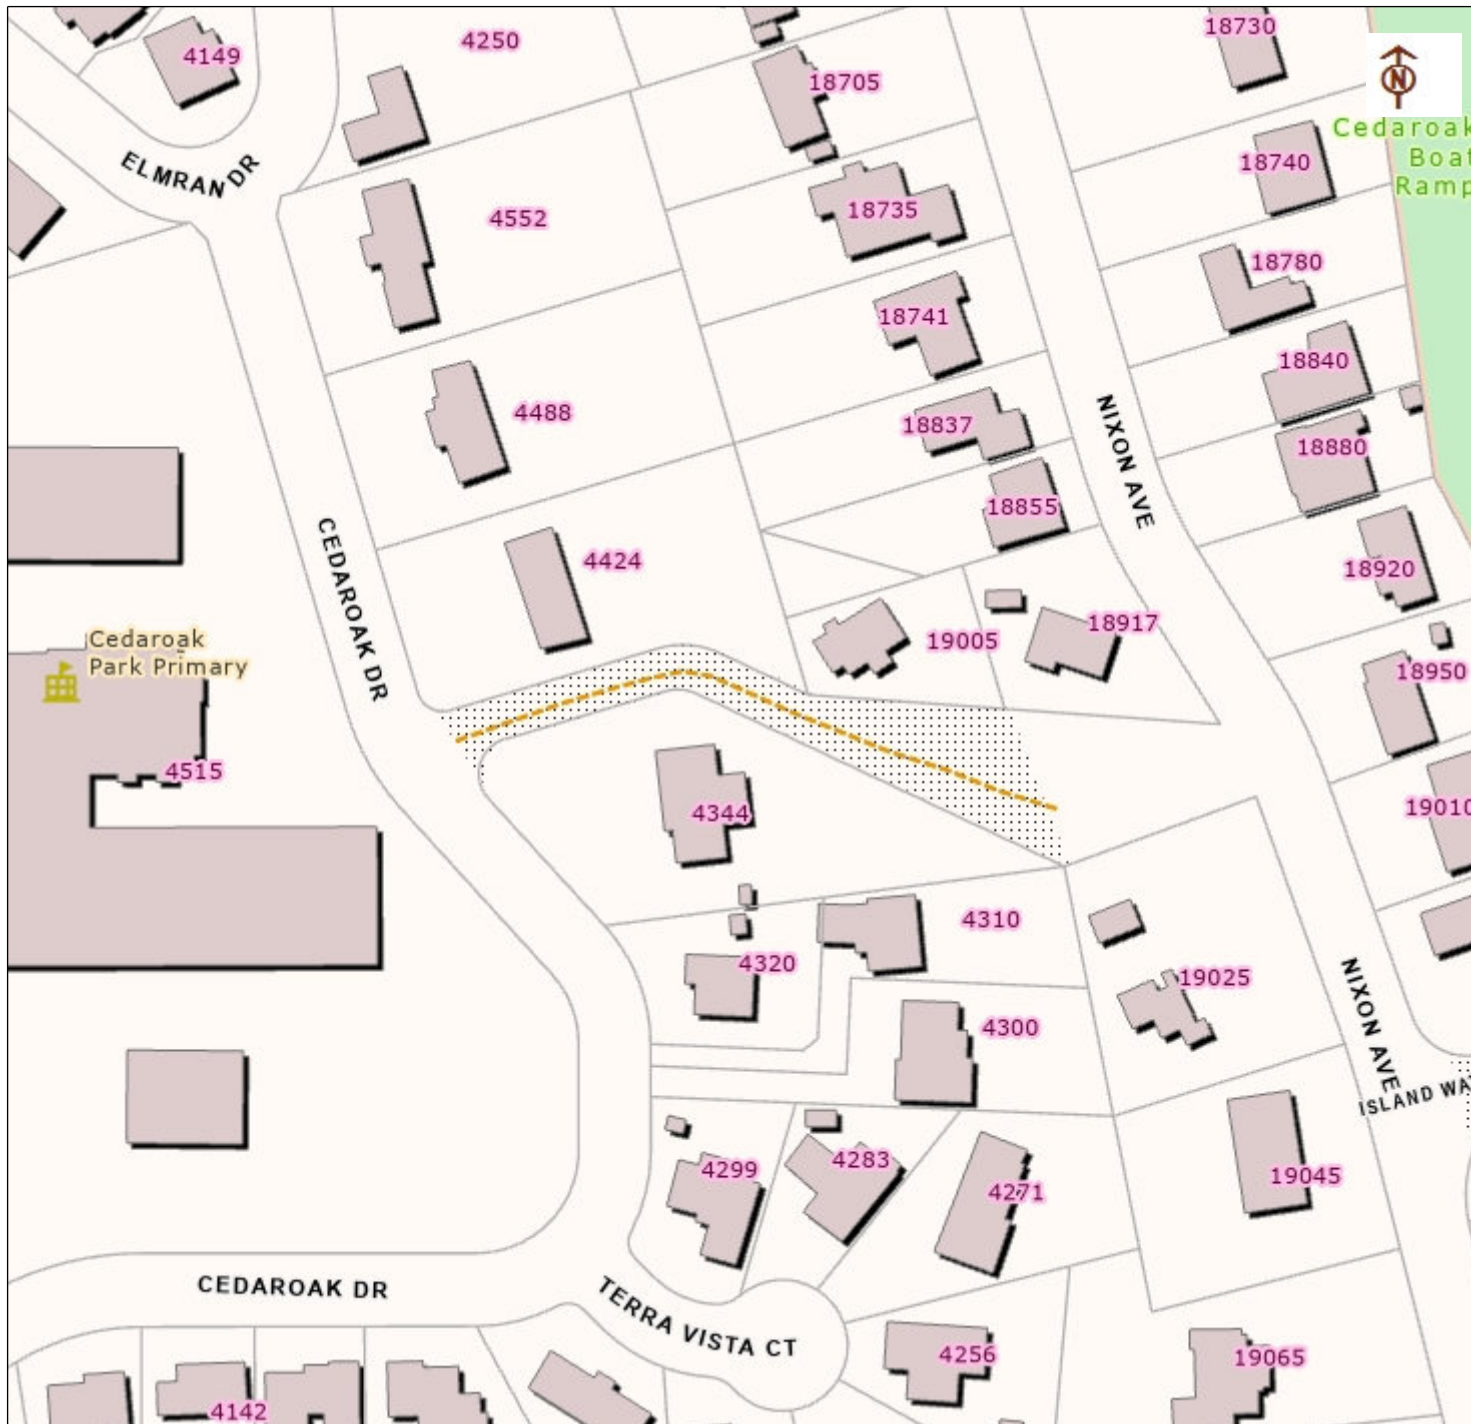 18730
4250
4149
18705
N
Cedaroak
Boat
Ramp
ELMRAN DR
18740
18735
4552
18780
18741
18840
4488
18837
NIXON AVE
18880
18855
4424
18920
CEDAROAK DR
19005
18917
Cedaroak
Park Primary
18950
4515
4344
19010
4310
4320
19025
4300
NIXON AVE
ISLAND WA
4299
4283
4271
19045
CEDAROAK DR
TERRA VISTA CT
4256
19065
4142